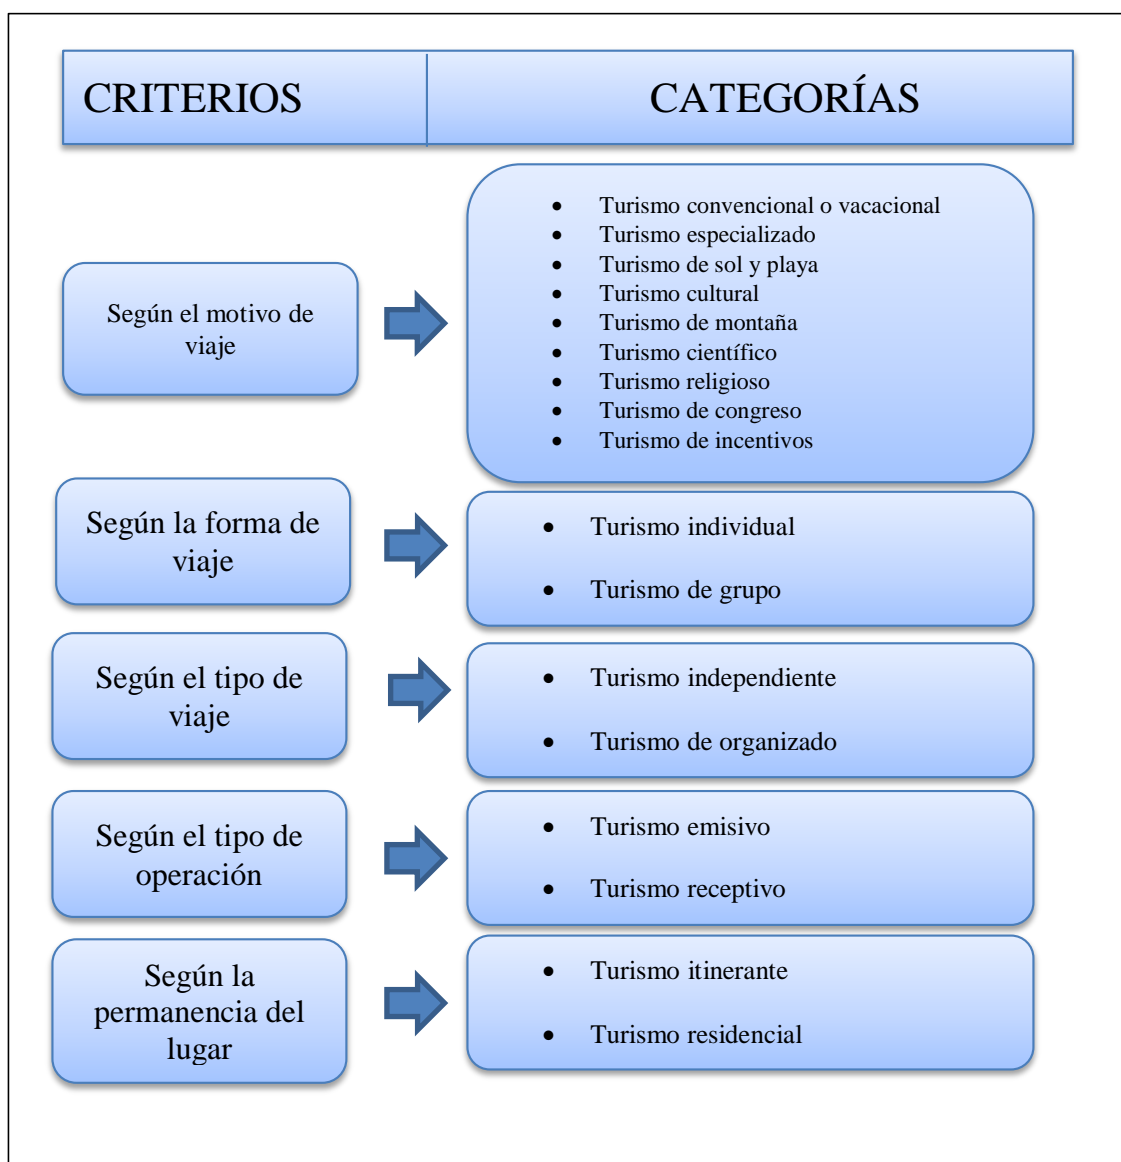 CRITERIOS
CATEGORÍAS
Según el motivo de
viaje
• Turismo convencional o vacacional
• Turismo especializado
• Turismo de sol y playa
• Turismo cultural
• Turismo de montaña
• Turismo científico
• Turismo religioso
• Turismo de congreso
• Turismo de incentivos
Según la forma de
viaje
• Turismo individual
• Turismo de grupo
Según el tipo de
viaje
• Turismo independiente
• Turismo de organizado
Según el tipo de
operación
• Turismo emisivo
• Turismo receptivo
Según la
permanencia del
lugar
• Turismo itinerante
• Turismo residencial